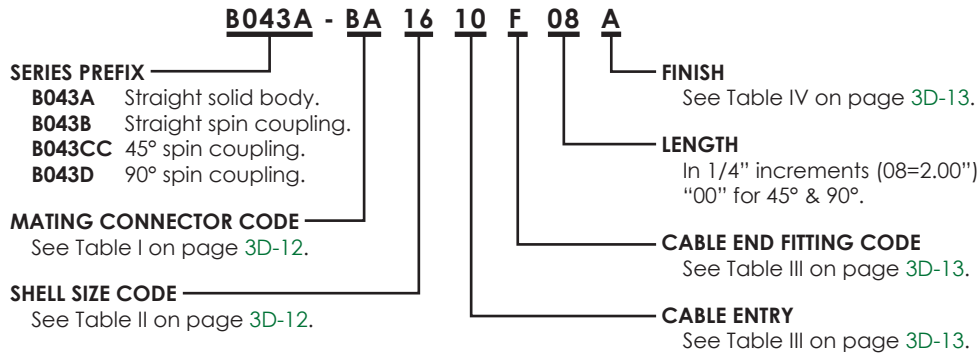 B043A - BA 16 10 F 08 A
SERIES PREFIX
B043A Straight solid body.
B043B Straight spin coupling.
B043CC 45° spin coupling.
B043D 90° spin coupling.
MATING CONNECTOR CODE
See Table I on page 3D-12.
SHELL SIZE CODE
See Table II on page 3D-12.
FINISH
See Table IV on page 3D-13.
LENGTH
In 1/4” increments (08=2.00”)
“00” for 45° & 90°.
CABLE END FITTING CODE
See Table III on page 3D-13.
CABLE ENTRY
See Table III on page 3D-13.